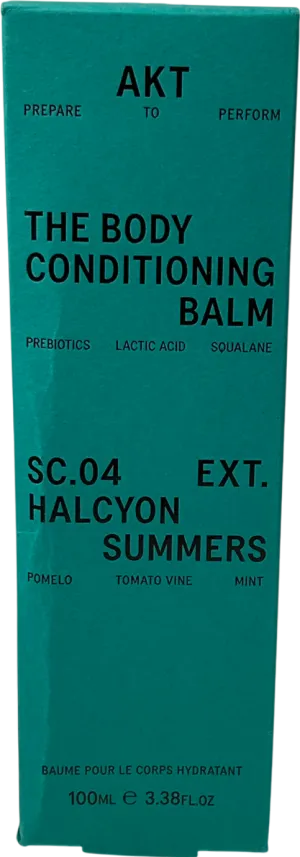 AKT
PREPARE TO PERFORM
THE BODY
CONDITIONING
BALM
PREBIOTICS LACTIC ACID SQUALANE
SC.04 EXT.
HALCYON
SUMMERS
POMELO TOMATO VINE MINT
BAUME POUR LE CORPS HYDRATANT
100ML ℮ 3.38FL.OZ